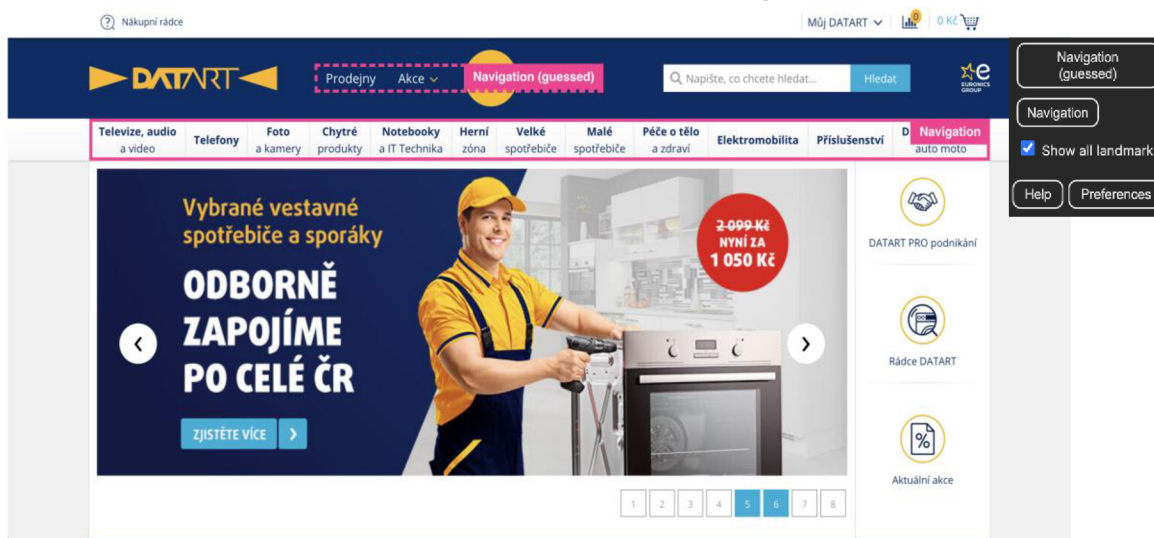 Nákupní rádce
Můj DATART
0
0 Kč
DATART
Prodejny
Akce
Navigation (guessed)
Napište, co chcete hledat...
Hledat
e
EURONICS
GROUP
Navigation
(guessed)
Navigation
Show all landmark
Help
Preferences
Televize, audio
a video
Telefony
Foto
a kamery
Chytré
produkty
Notebooky
a IT Technika
Herní
zóna
Velké
spotřebiče
Malé
spotřebiče
Péče o tělo
a zdraví
Elektromobilita
Příslušenství
D
Navigation
auto moto
Vybrané vestavné
spotřebiče a sporáky
ODBORNĚ
ZAPOJÍME
PO CELÉ ČR
ZJISTĚTE VÍCE
2 099 Kč
NYNÍ ZA
1 050 Kč
DATART PRO podnikání
Rádce DATART
%
Aktuální akce
1 2 3 4 5 6 7 8